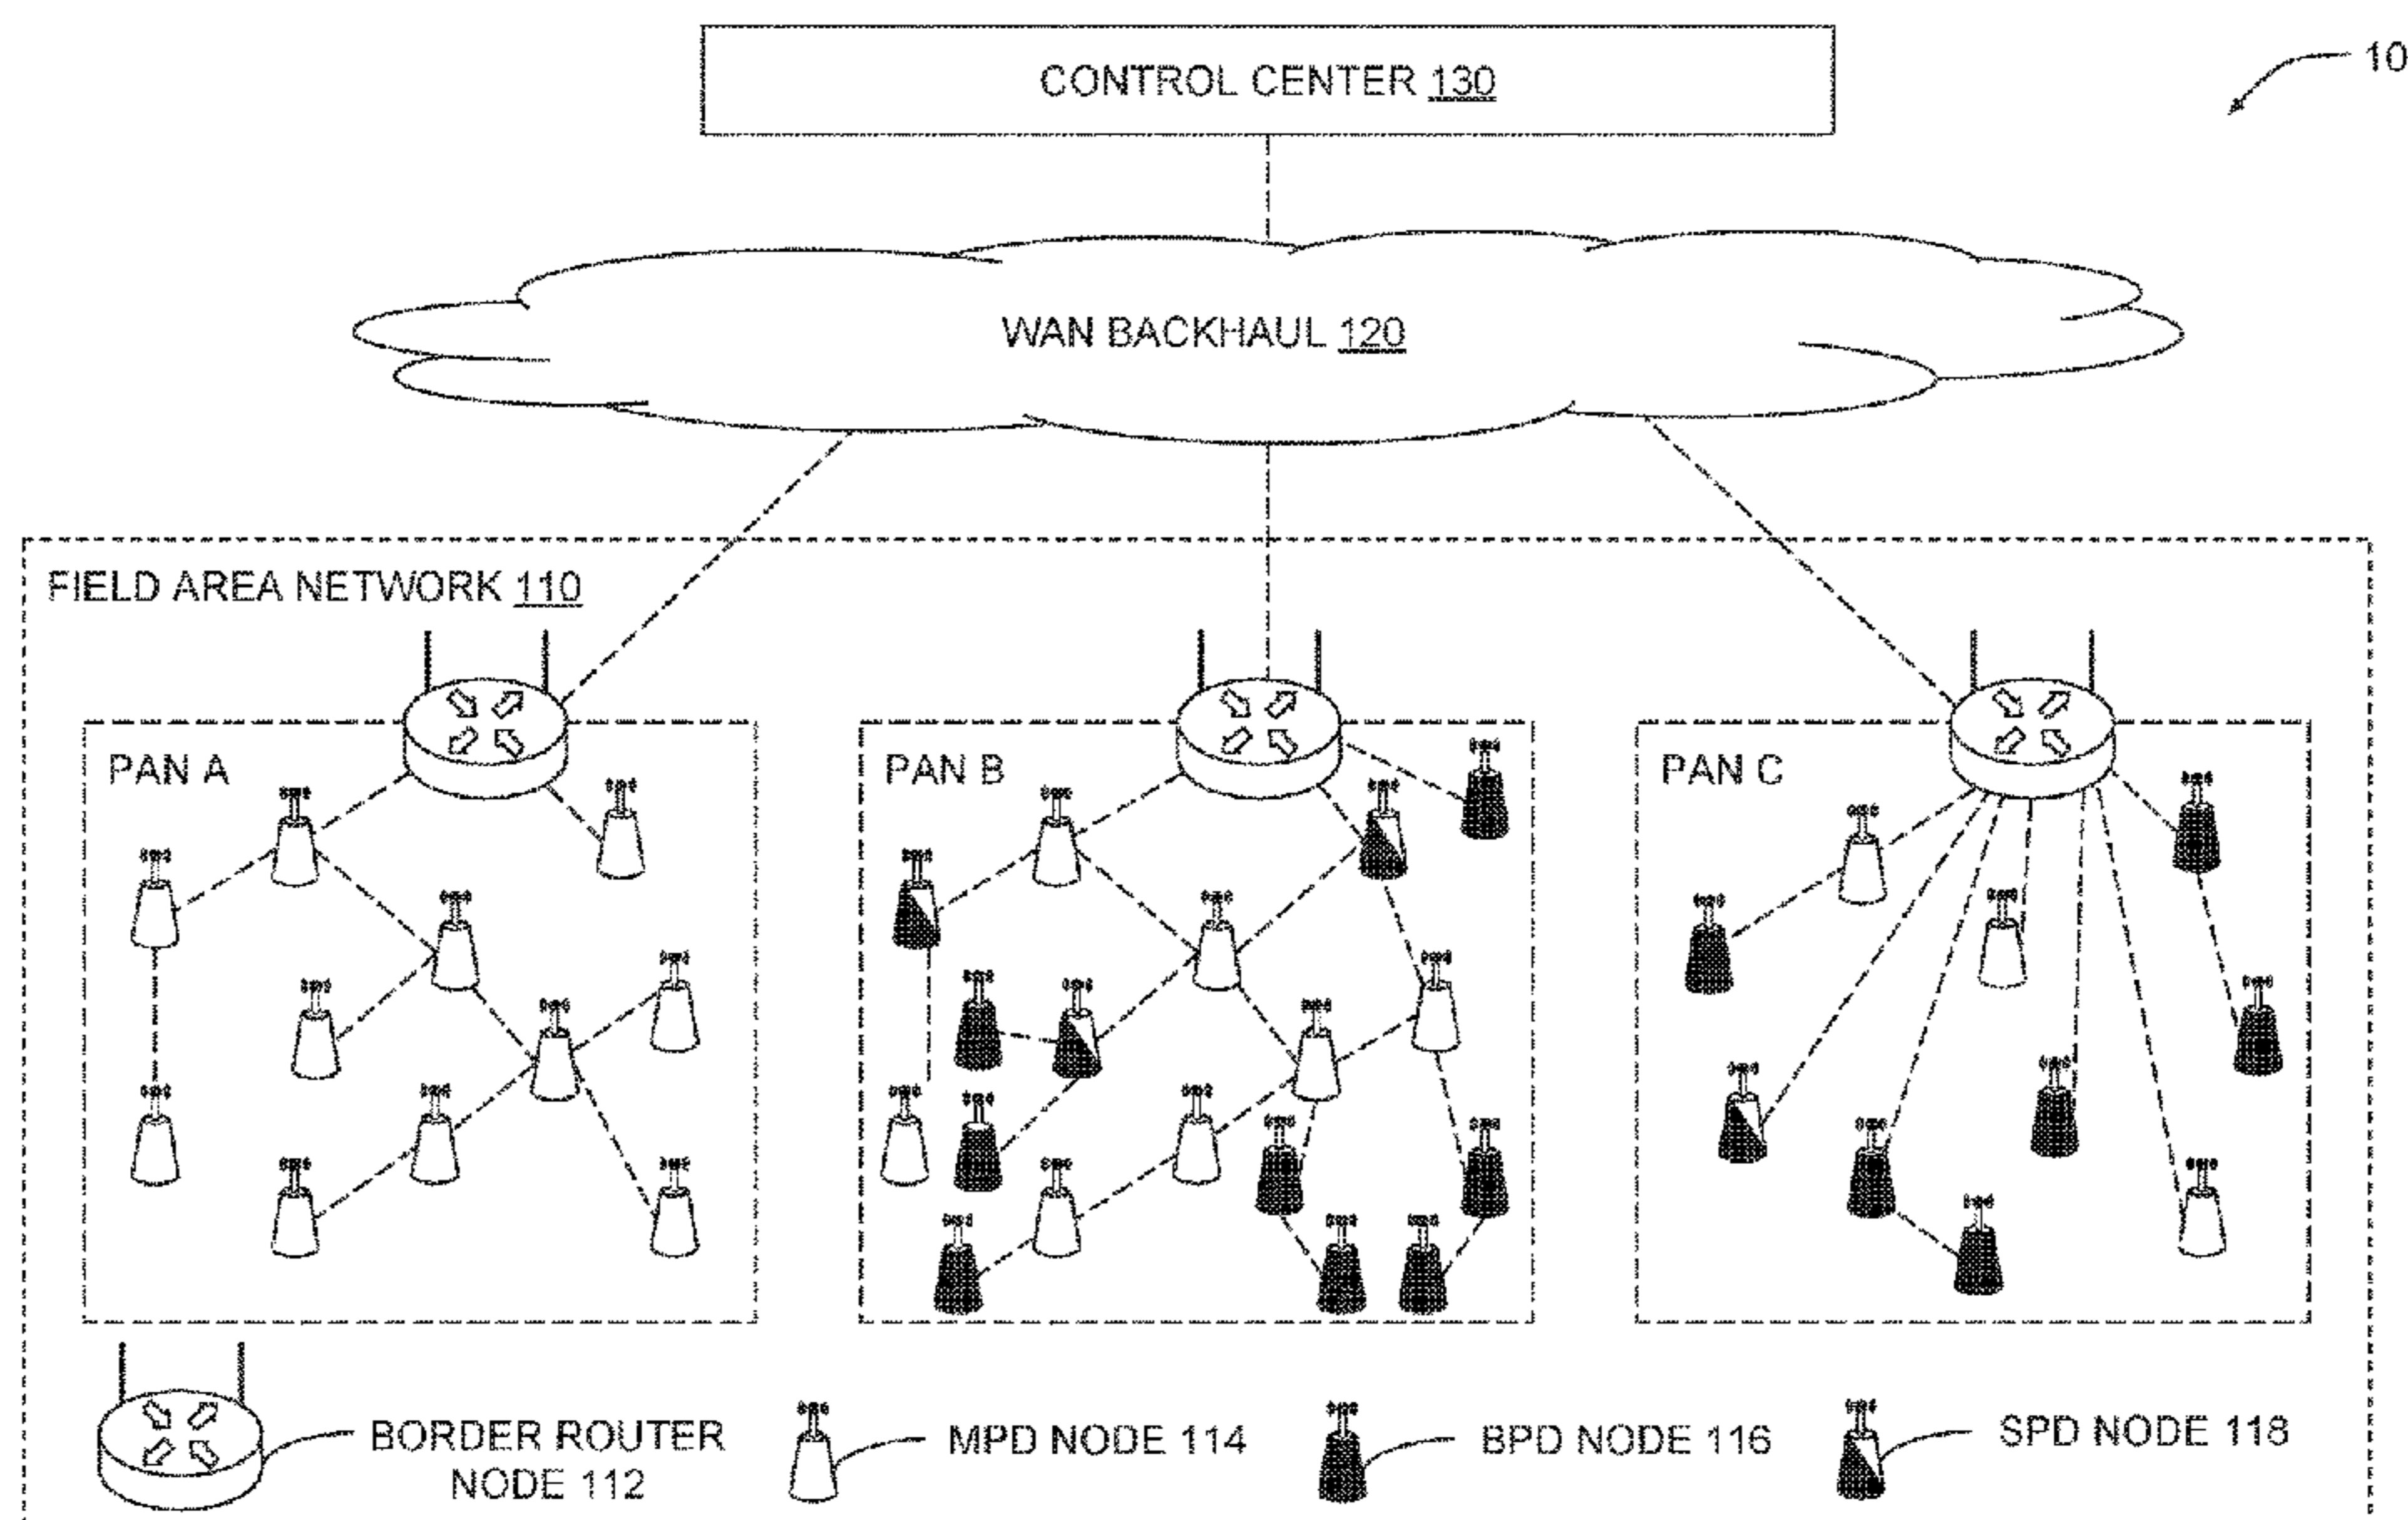 CONTROL CENTER 130
10
WAN BACKHAUL 120
FIELD AREA NETWORK 110
PAN A
PAN B
PAN C
BORDER ROUTER
NODE 112
MPD NODE 114
BPD NODE 116
SPD NODE 118